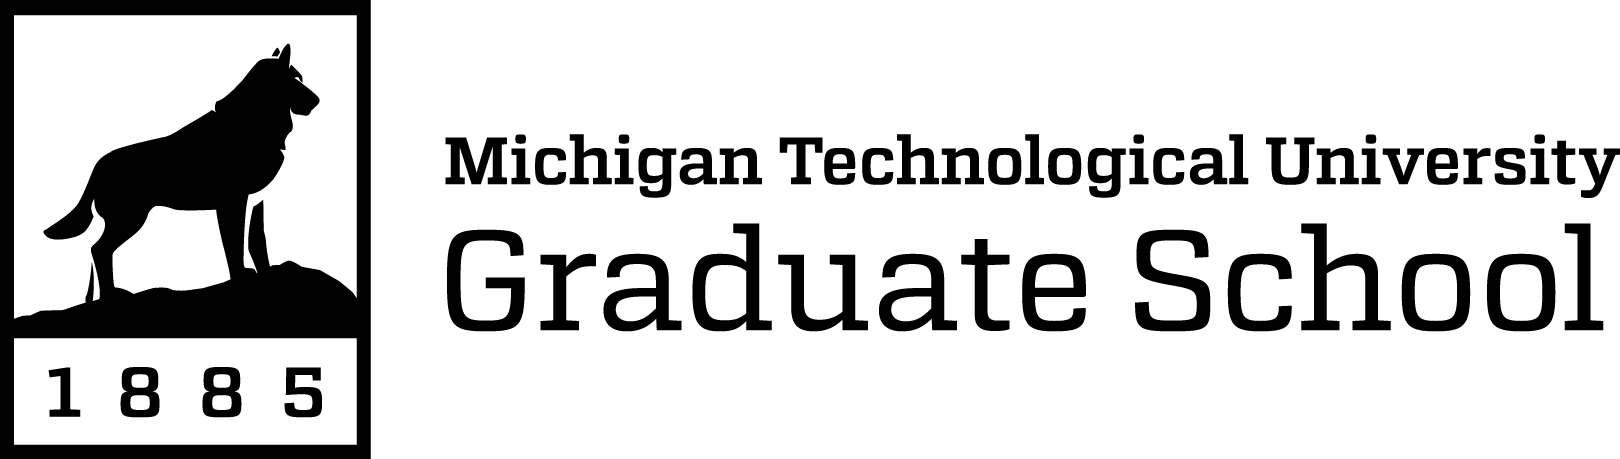 1885
Michigan Technological University
Graduate School